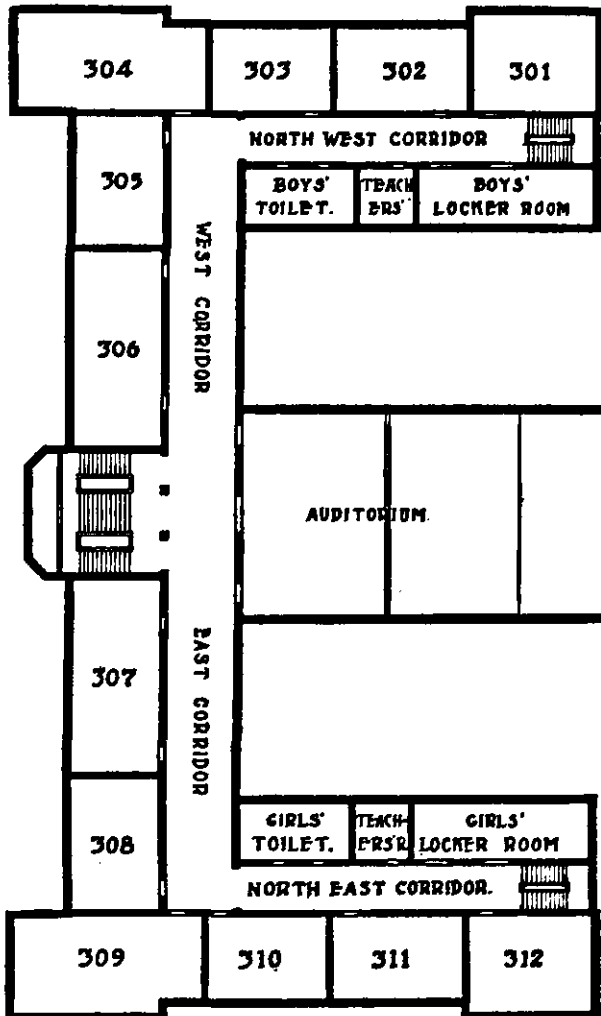 304
303
302
301
NORTH WEST CORRIDOR
305
BOYS'
TOILET.
TEACH
ERS'
BOYS'
LOCKER ROOM
WEST CORRIDOR
306
AUDITORIUM
EAST CORRIDOR
307
308
GIRLS'
TOILET.
TEACH-
ERS'R
GIRLS'
LOCKER ROOM
NORTH EAST CORRIDOR.
309
310
311
312